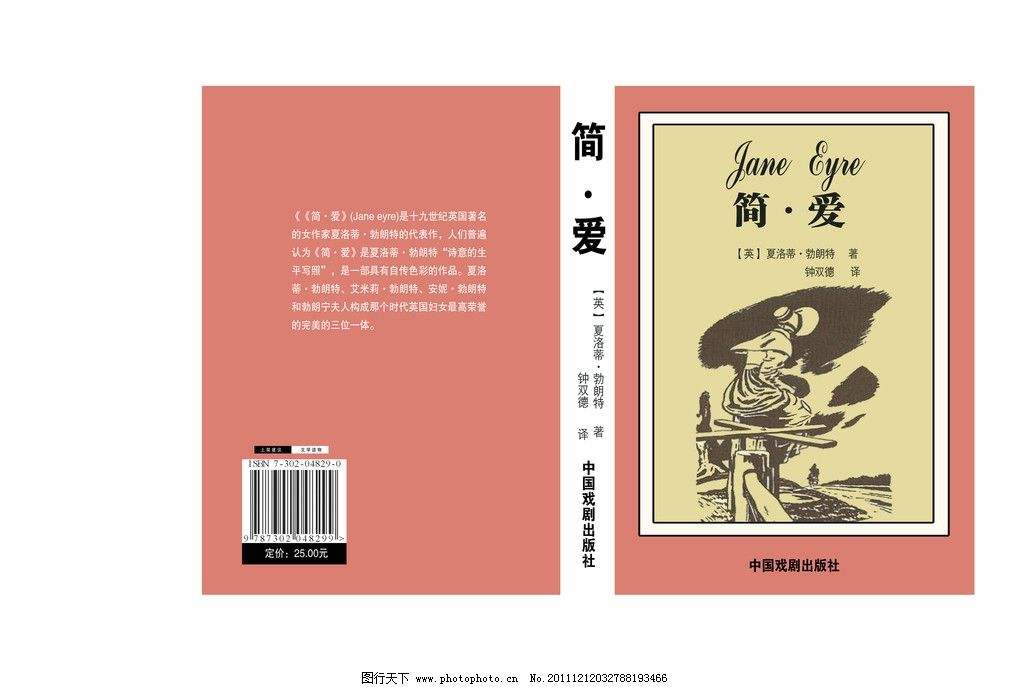 《《简·爱》(Jane eyre)是十九世纪英国著名
的女作家夏洛蒂·勃朗特的代表作,人们普遍
认为《简·爱》是夏洛蒂·勃朗特“诗意的生
平写照”,是一部具有自传色彩的作品。夏洛
蒂·勃朗特、艾米莉·勃朗特、安妮·勃朗特
和勃朗宁夫人构成那个时代英国妇女最高荣誉
的完美的三位一体。
上架建议 文学读物
ISBN 7-302-04829-0
9 787302 048299 >
定价:25.00元
简·爱
【英】夏洛蒂·勃朗特 著
钟双德 译
中国戏剧出版社
Jane Eyre
简·爱
【英】夏洛蒂·勃朗特 著
钟双德 译
中国戏剧出版社
图行天下 www.photophoto.cn No.20111212032788193466